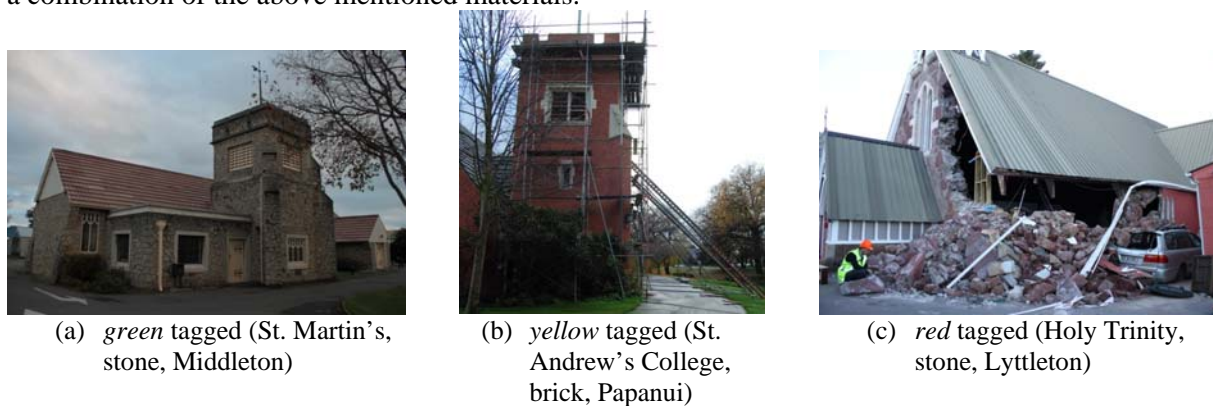 a combination of the above mentioned materials.
(a) green tagged (St. Martin's,
stone, Middleton)
(b) yellow tagged (St.
Andrew's College,
brick, Papanui)
(c) red tagged (Holy Trinity,
stone, Lyttleton)